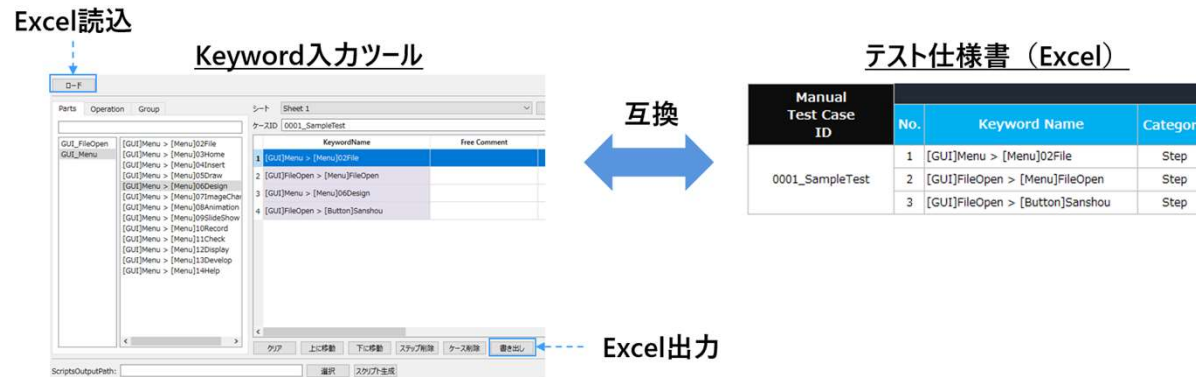 Excel読込
Keyword入力ツール
ロード
Parts Operation Group
シート Sheet 1
ケースID 0001_SampleTest
GUI_FileOpen
GUI_Menu
[GUI]Menu > [Menu]02File
[GUI]Menu > [Menu]03Home
[GUI]Menu > [Menu]04Insert
[GUI]Menu > [Menu]05Draw
[GUI]Menu > [Menu]06Design
[GUI]Menu > [Menu]07ImageChar
[GUI]Menu > [Menu]08Animation
[GUI]Menu > [Menu]09SlideShow
[GUI]Menu > [Menu]10Record
[GUI]Menu > [Menu]11Check
[GUI]Menu > [Menu]12Display
[GUI]Menu > [Menu]13Develop
[GUI]Menu > [Menu]14Help
KeywordName Free Comment
1 [GUI]Menu > [Menu]02File
2 [GUI]FileOpen > [Menu]FileOpen
3 [GUI]Menu > [Menu]06Design
4 [GUI]FileOpen > [Button]Sanshou
クリア 上に移動 下に移動 ステップ削除 ケース削除 書き出し
ScriptsOutputPath: 選択 スクリプト生成
Excel出力
互換
テスト仕様書（Excel）
Manual
Test Case
ID
No. Keyword Name Categor
0001_SampleTest
1 [GUI]Menu > [Menu]02File Step
2 [GUI]FileOpen > [Menu]FileOpen Step
3 [GUI]FileOpen > [Button]Sanshou Step